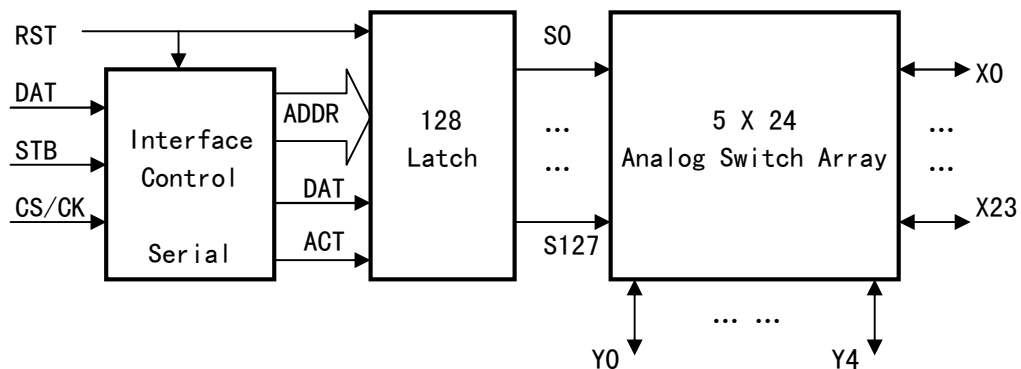 RST
DAT
STB
CS/CK
Interface
Control
Serial
ADDR
DAT
ACT
128
Latch
S0
...
...
S127
5 X 24
Analog Switch Array
X0
...
...
X23
... ...
Y0
Y4